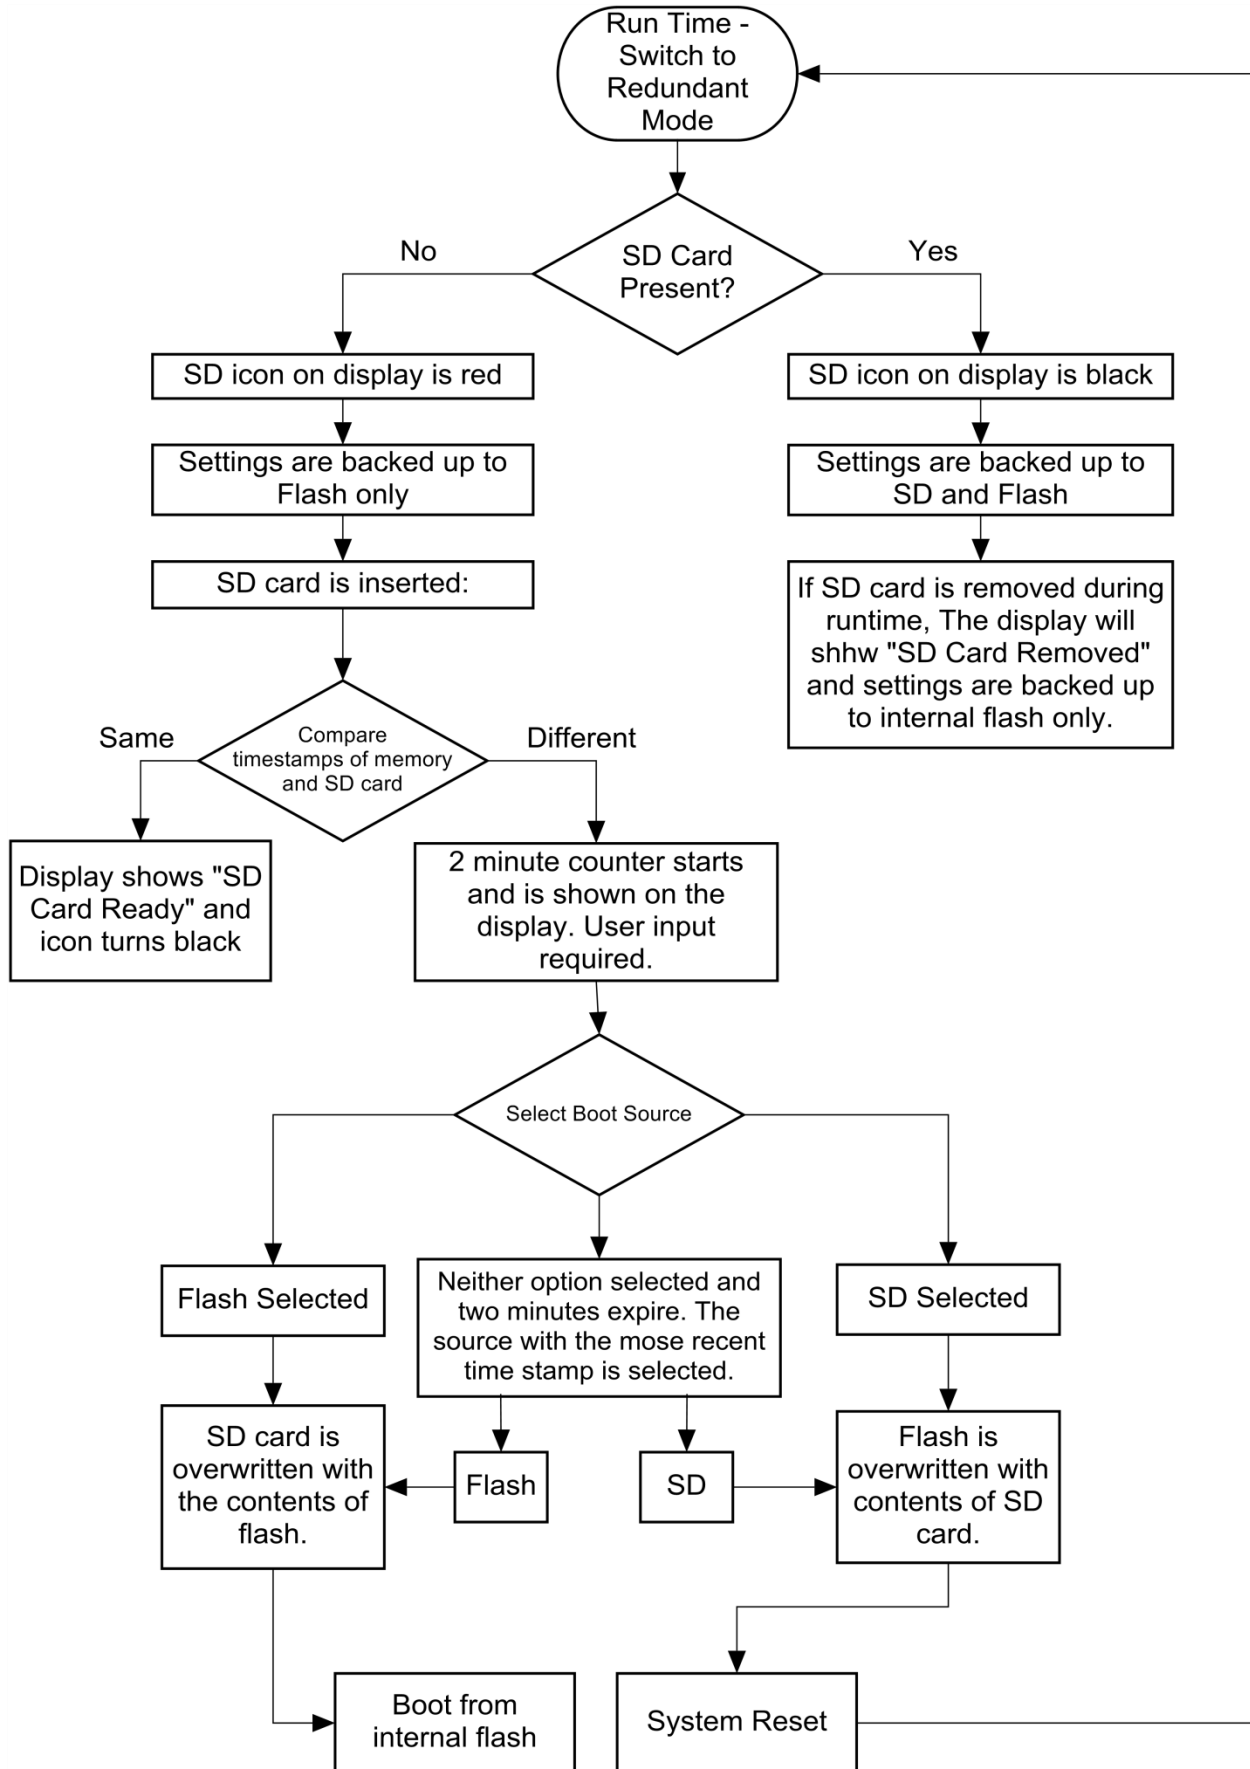 Run Time -
Switch to
Redundant
Mode
SD Card
Present?
No
Yes
SD icon on display is red
SD icon on display is black
Settings are backed up to
Flash only
Settings are backed up to
SD and Flash
SD card is inserted:
If SD card is removed during
runtime, The display will
shhw "SD Card Removed"
and settings are backed up
to internal flash only.
Compare
timestamps of memory
and SD card
Same
Different
Display shows "SD
Card Ready" and
icon turns black
2 minute counter starts
and is shown on the
display. User input
required.
Select Boot Source
Flash Selected
Neither option selected and
two minutes expire. The
source with the mose recent
time stamp is selected.
SD Selected
SD card is
overwritten with
the contents of
flash.
Flash
SD
Flash is
overwritten with
contents of SD
card.
Boot from
internal flash
System Reset